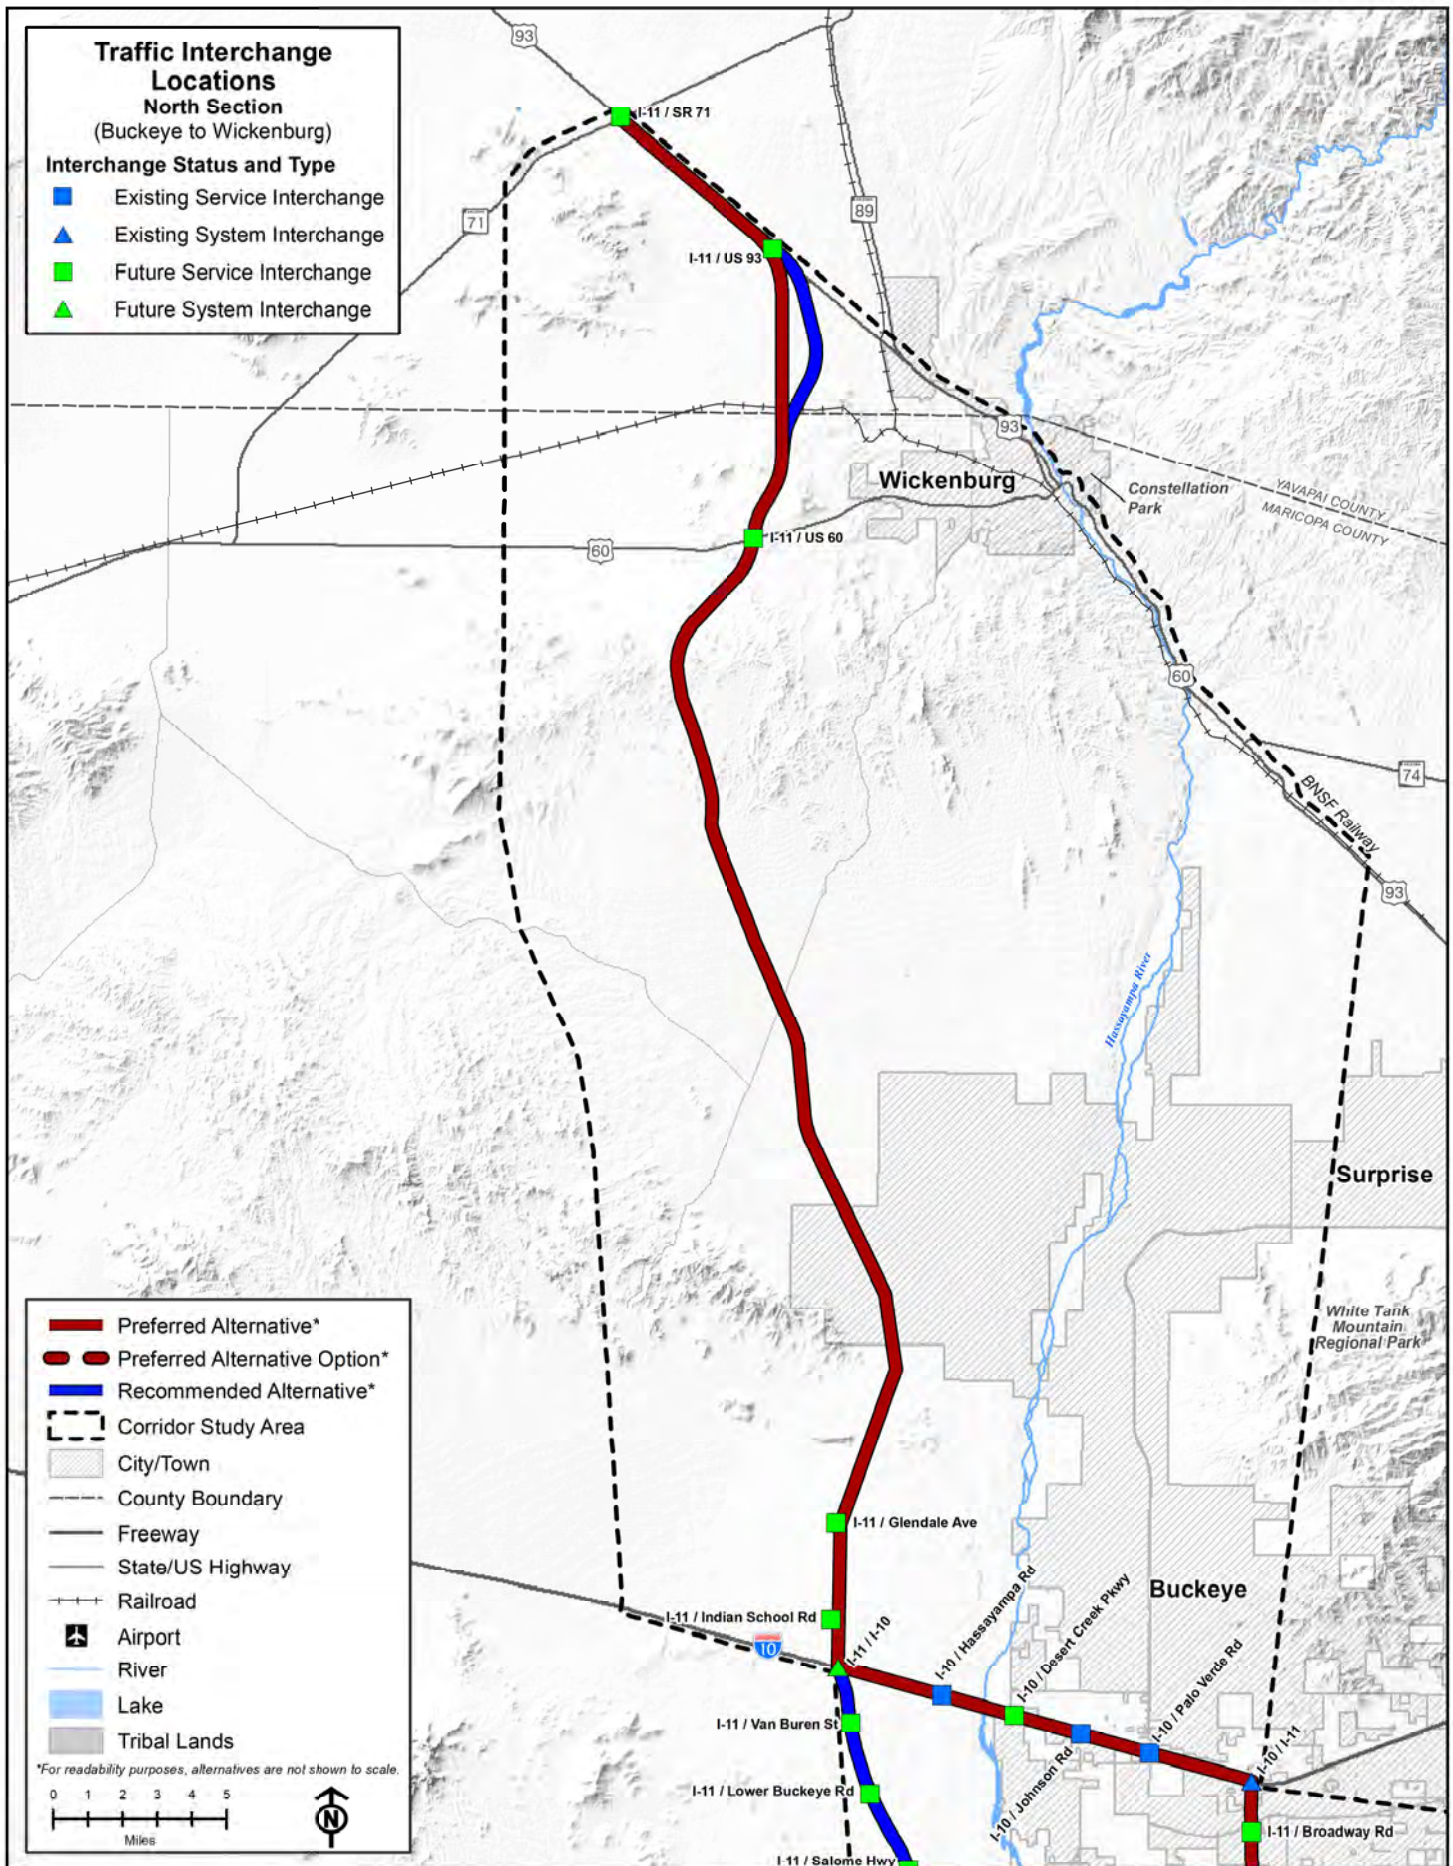 Traffic Interchange
Locations
North Section
(Buckeye to Wickenburg)
Interchange Status and Type
Existing Service Interchange
Existing System Interchange
Future Service Interchange
Future System Interchange
93
I-11 / SR 71
71
89
I-11 / US 93
93
Wickenburg
Constellation
Park
YAVAPAI COUNTY
MARICOPA COUNTY
I-11 / US 60
60
60
74
BNSF Railway
93
Hassayampa River
Surprise
White Tank
Mountain
Regional Park
Preferred Alternative*
Preferred Alternative Option*
Recommended Alternative*
Corridor Study Area
City/Town
County Boundary
Freeway
State/US Highway
Railroad
Airport
River
Lake
Tribal Lands
*For readability purposes, alternatives are not shown to scale.
0 1 2 3 4 5
Miles
N
I-11 / Glendale Ave
Buckeye
I-11 / Indian School Rd
10
I-11 / I-10
I-10 / Hassayampa Rd
I-10 / Desert Creek Pkwy
I-10 / Johnson Rd
I-10 / Palo Verde Rd
I-10 / I-11
I-11 / Van Buren St
I-11 / Lower Buckeye Rd
I-11 / Broadway Rd
I-11 / Salome Hwy